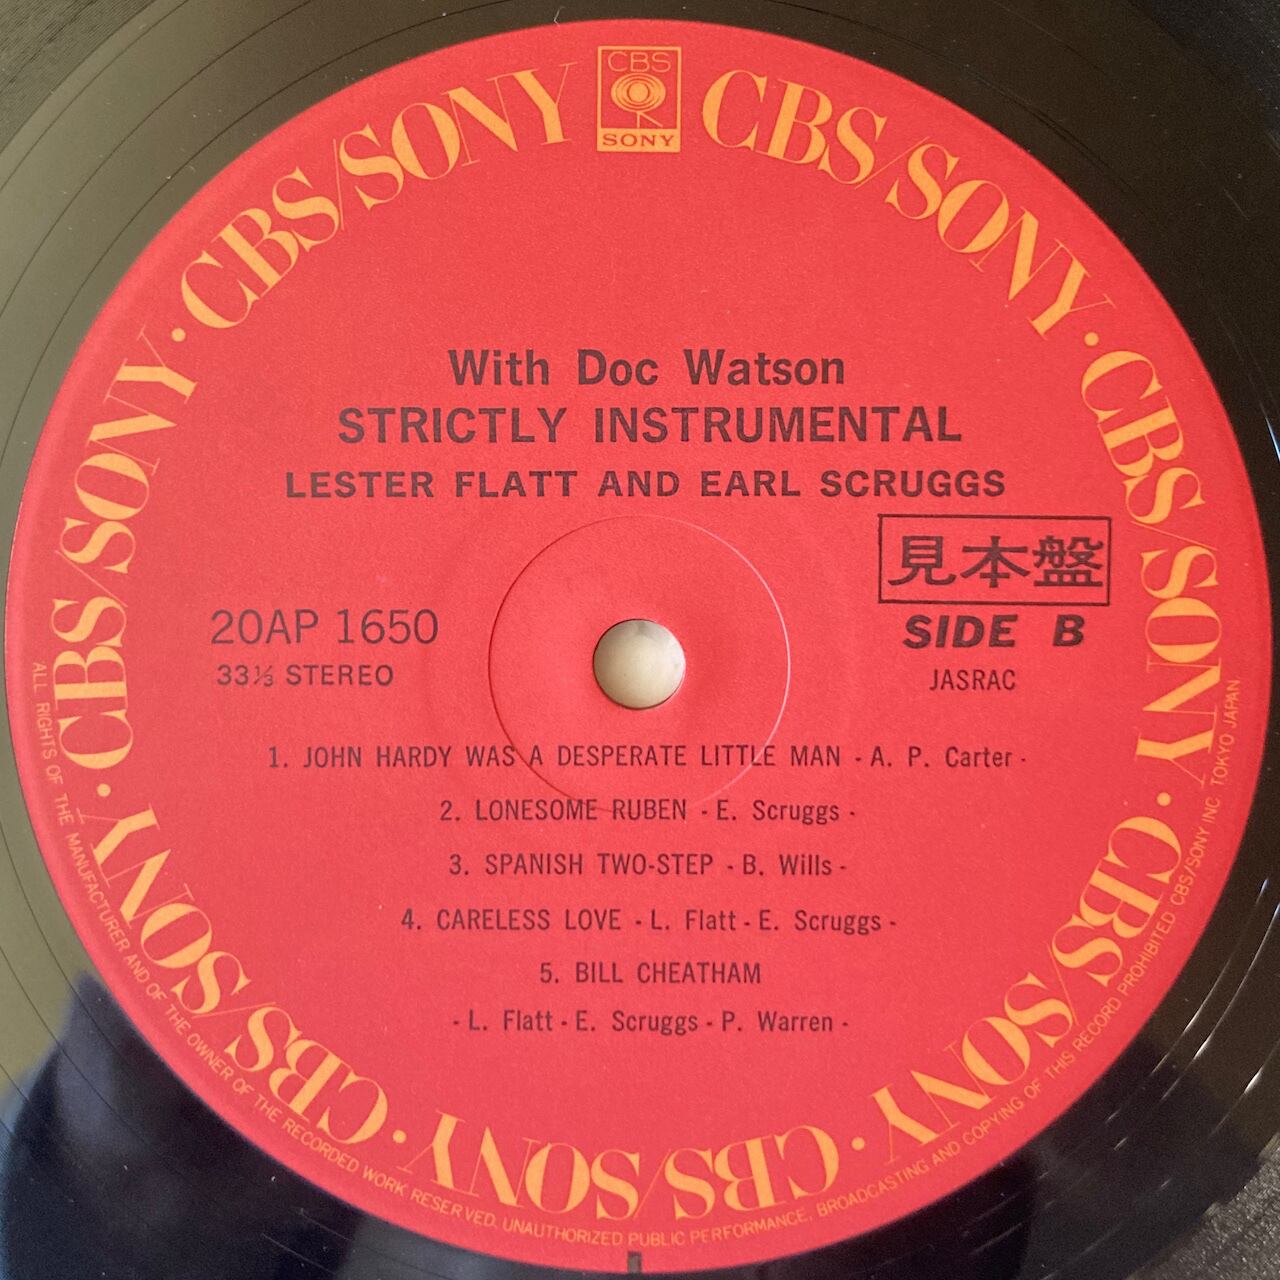 CBS
SONY
CBS/SONY · CBS/SONY · CBS/SONY · CBS/SONY · CBS/SONY · CBS/SONY · CBS/SONY · CBS/SONY
With Doc Watson
STRICTLY INSTRUMENTAL
LESTER FLATT AND EARL SCRUGGS
見本盤
20AP 1650
SIDE B
33⅓ STEREO
JASRAC
1. JOHN HARDY WAS A DESPERATE LITTLE MAN - A. P. Carter -
2. LONESOME RUBEN - E. Scruggs -
3. SPANISH TWO-STEP - B. Wills -
4. CARELESS LOVE - L. Flatt - E. Scruggs -
5. BILL CHEATHAM
- L. Flatt - E. Scruggs - P. Warren -
ALL RIGHTS OF THE MANUFACTURER AND OF THE OWNER OF THE RECORDED WORK RESERVED. UNAUTHORIZED PUBLIC PERFORMANCE, BROADCASTING AND COPYING OF THIS RECORD PROHIBITED CBS/SONY INC TOKYO JAPAN